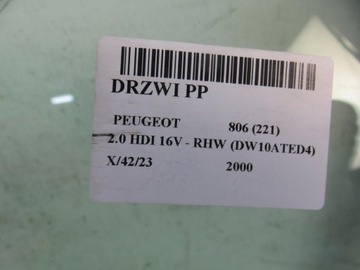 DRZWI PP
PEUGEOT 806 (221)
2.0 HDI 16V - RHW (DW10ATED4)
X/42/23 2000